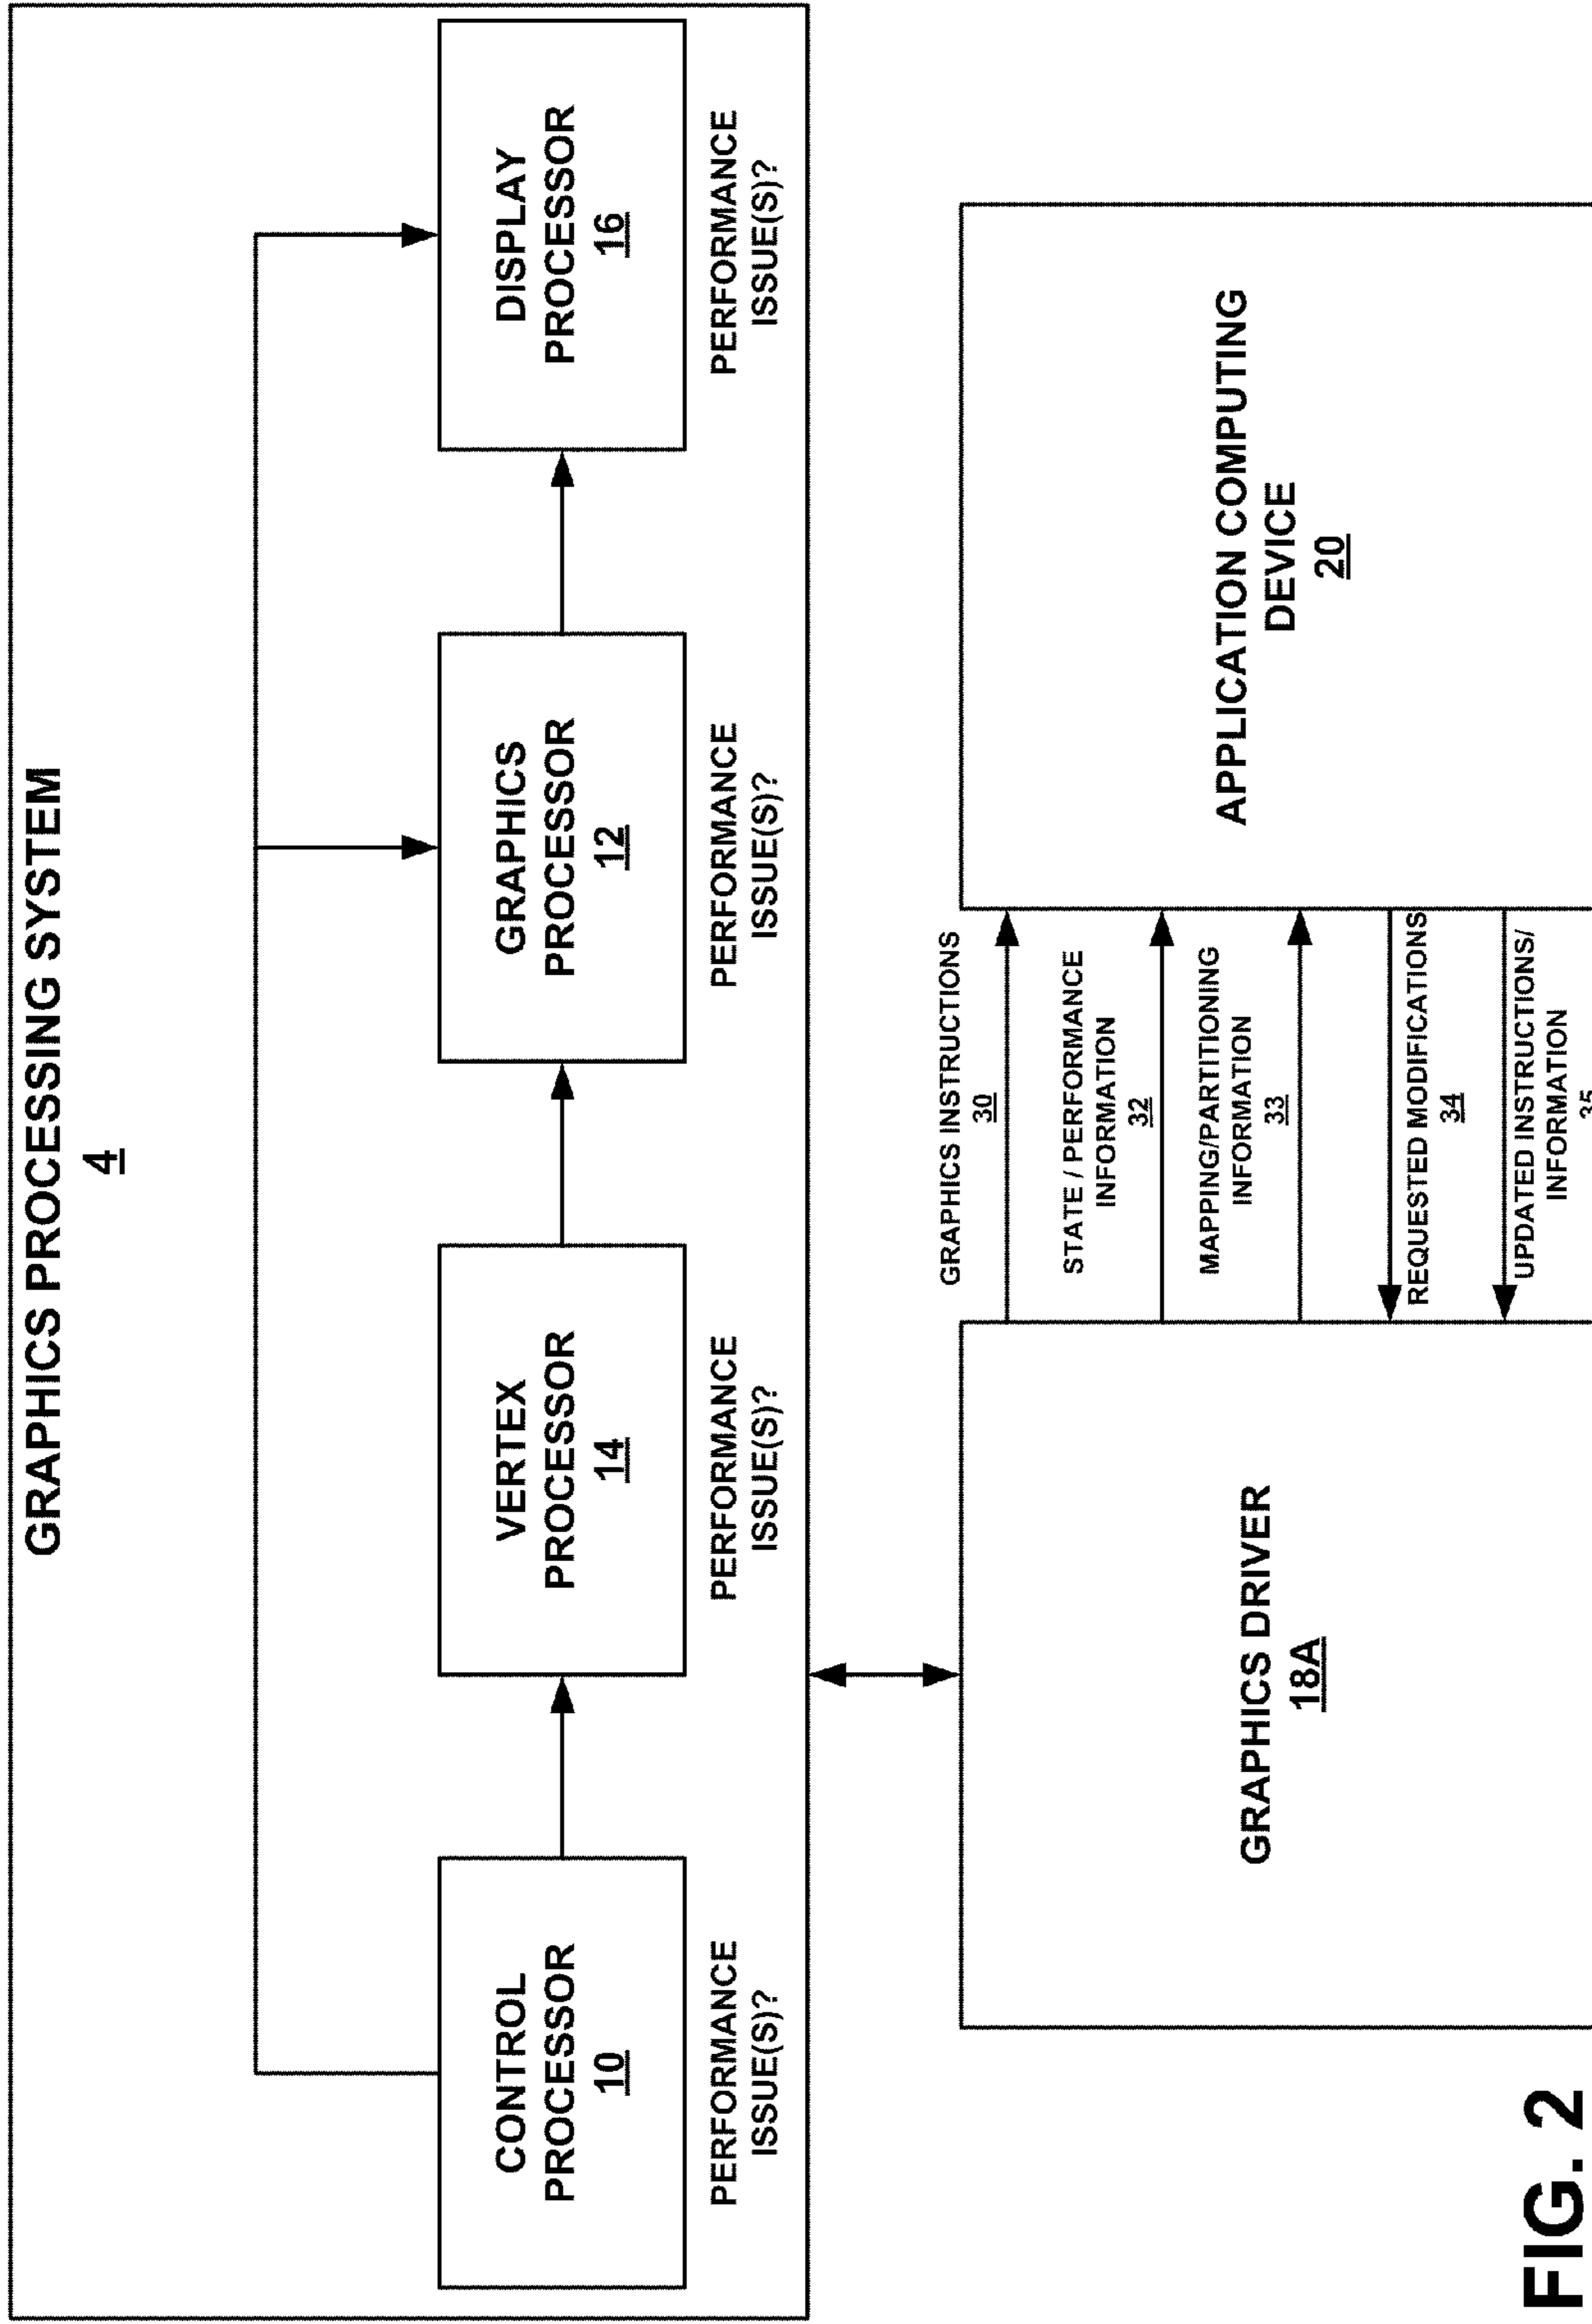 GRAPHICS PROCESSING SYSTEM
4
CONTROL
PROCESSOR
10
VERTEX
PROCESSOR
14
GRAPHICS
PROCESSOR
12
DISPLAY
PROCESSOR
16
PERFORMANCE
ISSUE(S)?
PERFORMANCE
ISSUE(S)?
PERFORMANCE
ISSUE(S)?
PERFORMANCE
ISSUE(S)?
GRAPHICS DRIVER
18A
GRAPHICS INSTRUCTIONS
30
STATE / PERFORMANCE
INFORMATION
32
MAPPING/PARTITIONING
INFORMATION
33
REQUESTED MODIFICATIONS
34
UPDATED INSTRUCTIONS/
INFORMATION
35
APPLICATION COMPUTING
DEVICE
20
FIG. 2